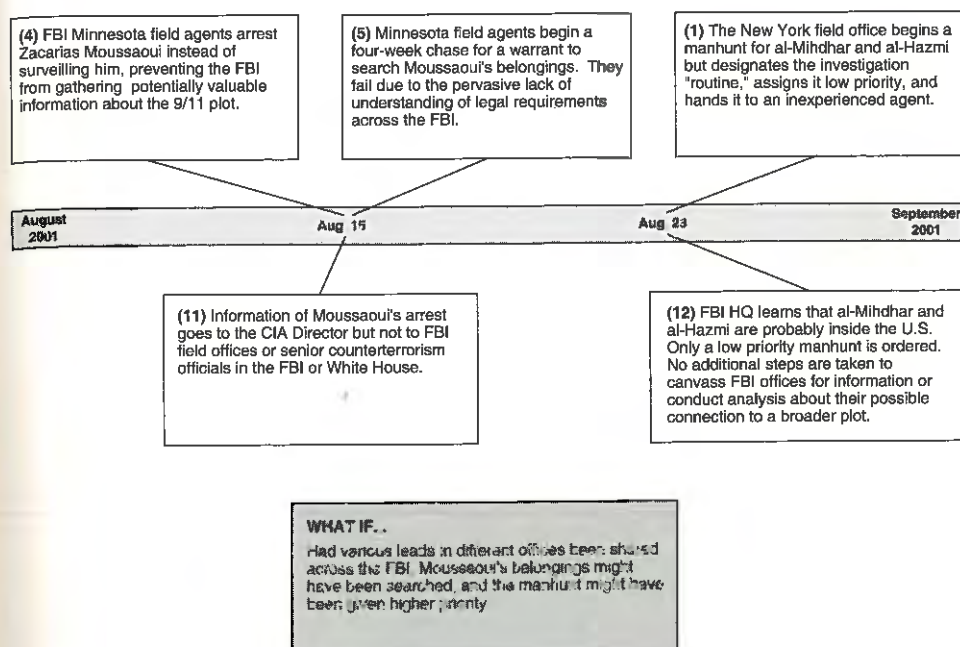 (4) FBI Minnesota field agents arrest
Zacarias Moussaoui instead of
surveilling him, preventing the FBI
from gathering potentially valuable
information about the 9/11 plot.
(5) Minnesota field agents begin a
four-week chase for a warrant to
search Moussaoui's belongings. They
fail due to the pervasive lack of
understanding of legal requirements
across the FBI.
(1) The New York field office begins a
manhunt for al-Mihdhar and al-Hazmi
but designates the investigation
"routine," assigns it low priority, and
hands it to an inexperienced agent.
August
2001
Aug 15
Aug 23
September
2001
(11) Information of Moussaoui's arrest
goes to the CIA Director but not to FBI
field offices or senior counterterrorism
officials in the FBI or White House.
(12) FBI HQ learns that al-Mihdhar and
al-Hazmi are probably inside the U.S.
Only a low priority manhunt is ordered.
No additional steps are taken to
canvass FBI offices for information or
conduct analysis about their possible
connection to a broader plot.
WHAT IF. .
Had various leads in different offices been shared
across the FBI, Moussaoui's belongings might
have been searched, and the manhunt might have
been given higher priority